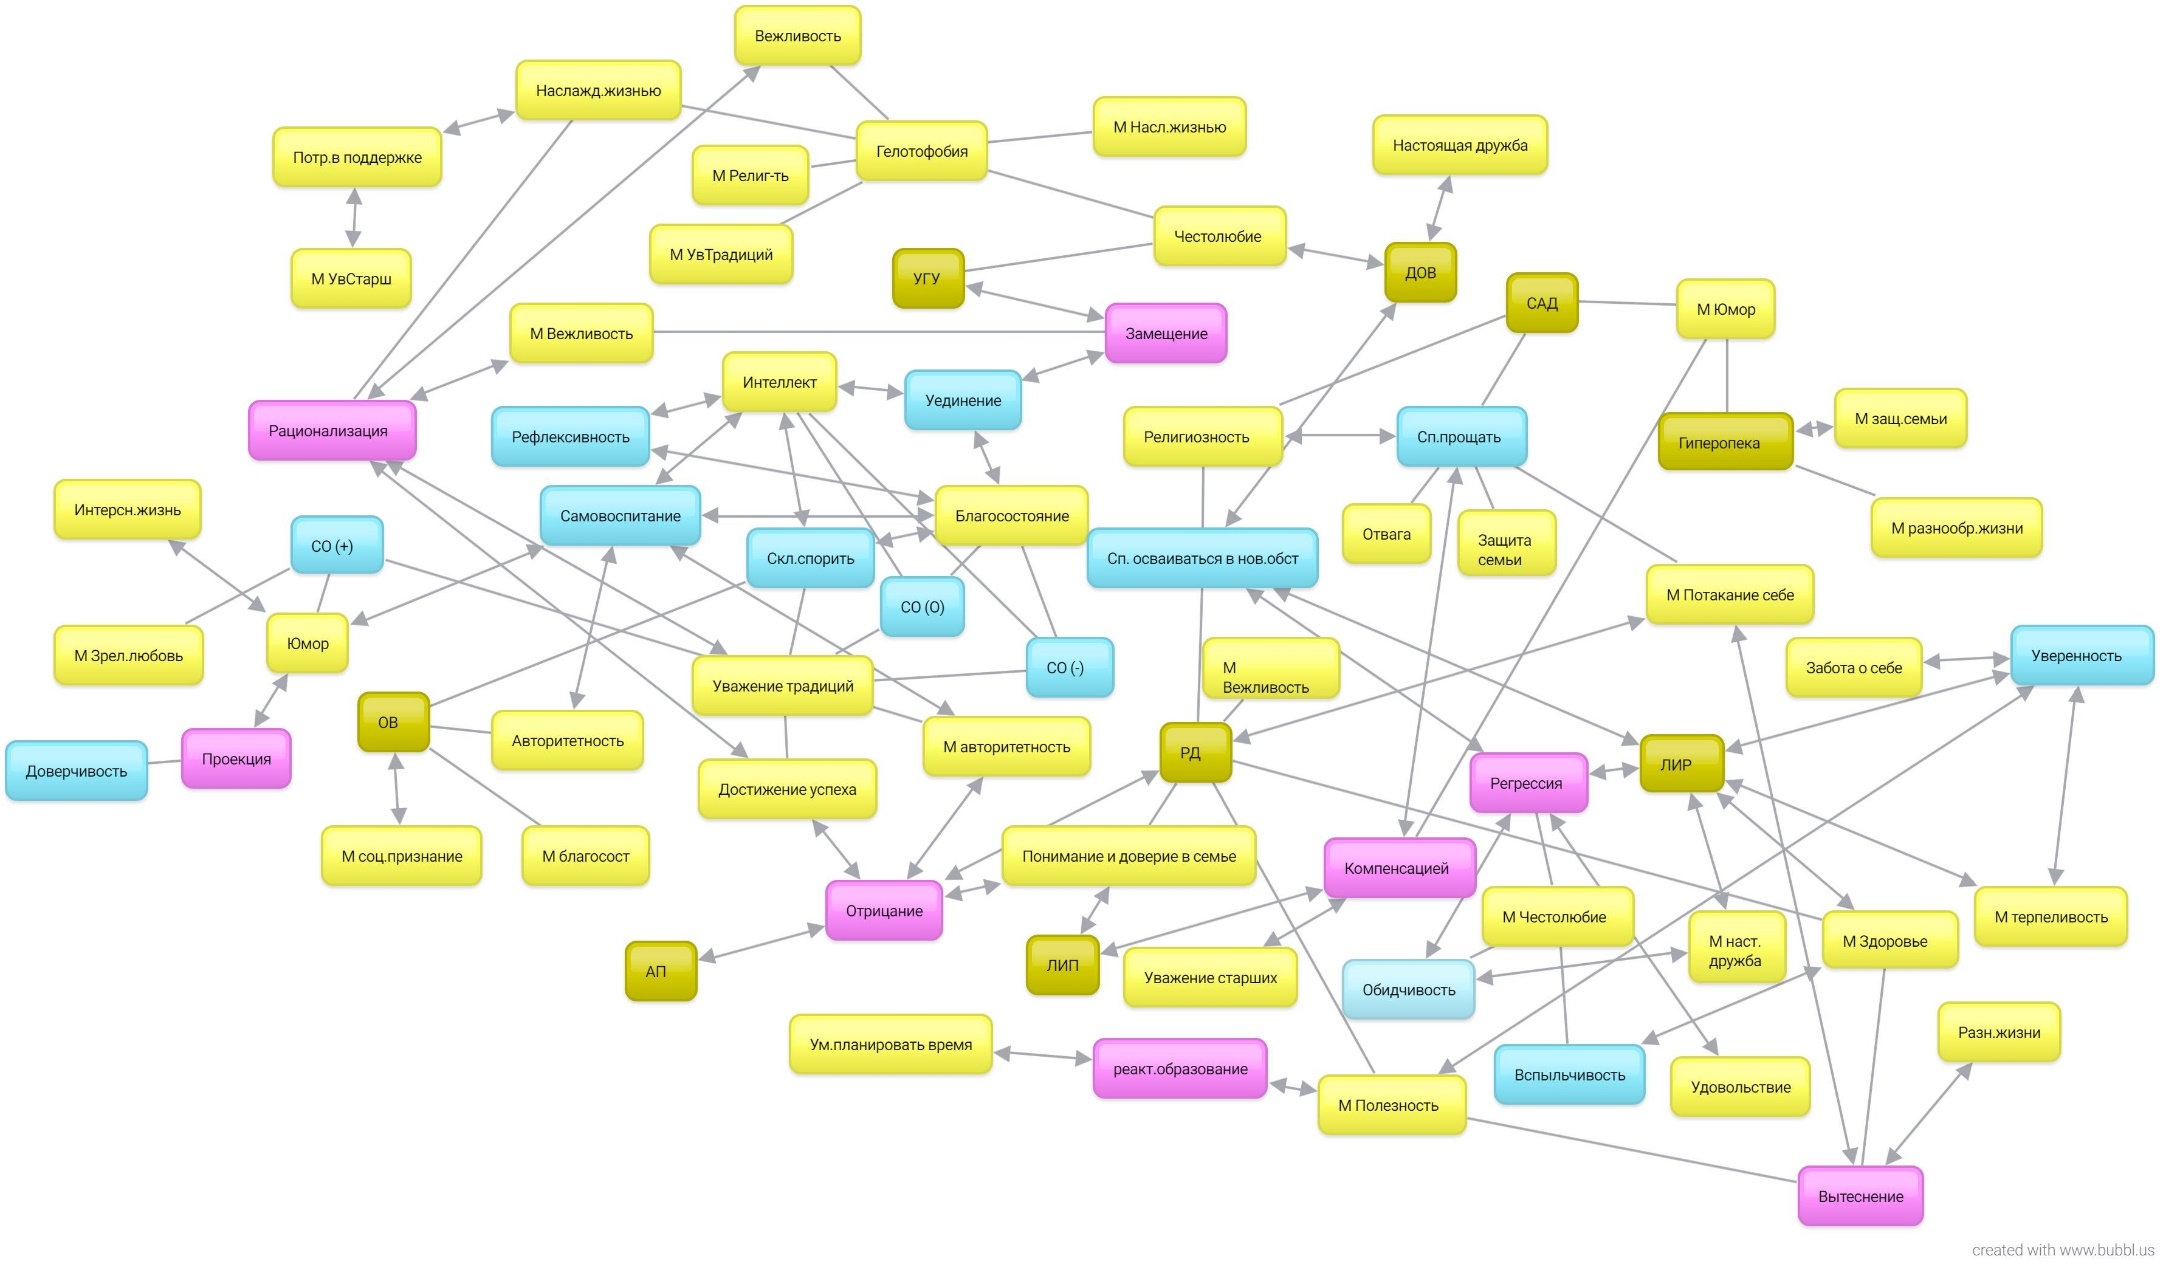 Вежливость
Наслажд.жизнью
М Насл.жизнью
Настоящая дружба
Потр.в поддержке
Гелотофобия
М Религ-ть
Честолюбие
М УвТрадиций
М УвСтарш
УГУ
ДОВ
САД
М Юмор
М Вежливость
Замещение
Интеллект
Уединение
Рационализация
Рефлексивность
Религиозность
Сп.прощать
Гиперопека
М защ.семьи
Интерсн.жизнь
СО (+)
Самовоспитание
Благосостояние
Отвага
Защита
семьи
М разнообр.жизни
Скл.спорить
Сп. осваиваться в нов.обст
СО (О)
М Потакание себе
М Зрел.любовь
Юмор
СО (-)
М
Вежливость
Забота о себе
Уверенность
Уважение традиций
ОВ
Авторитетность
М авторитетность
РД
ЛИР
Доверчивость
Проекция
Достижение успеха
Регрессия
М соц.признание
М благосост
Понимание и доверие в семье
Компенсацией
Отрицание
М Честолюбие
М терпеливость
АП
ЛИП
Уважение старших
Обидчивость
М наст.
дружба
М Здоровье
Ум.планировать время
реакт.образование
Вспыльчивость
Удовольствие
Разн.жизни
М Полезность
Вытеснение
created with www.bubbl.us